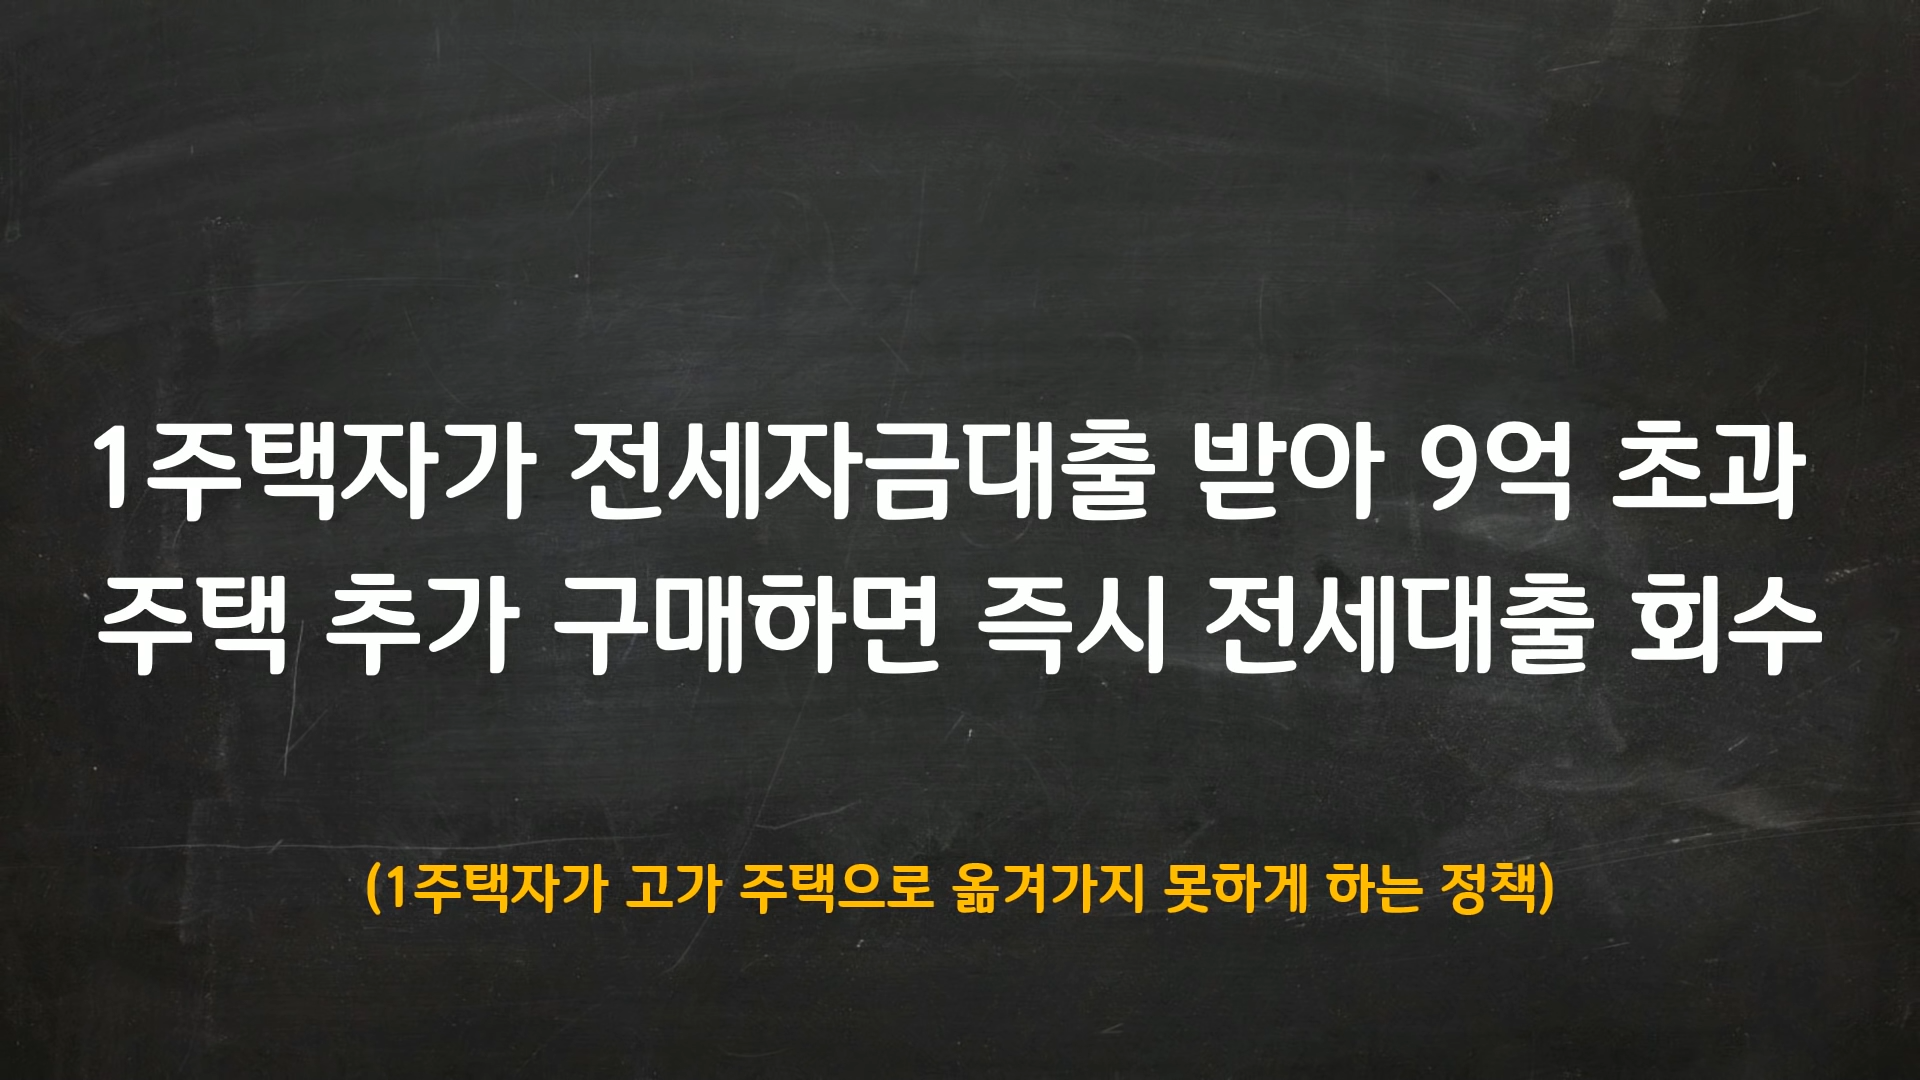 1주택자가 전세자금대출 받아 9억 초과
주택 추가 구매하면 즉시 전세대출 회수
(1주택자가 고가 주택으로 옮겨가지 못하게 하는 정책)